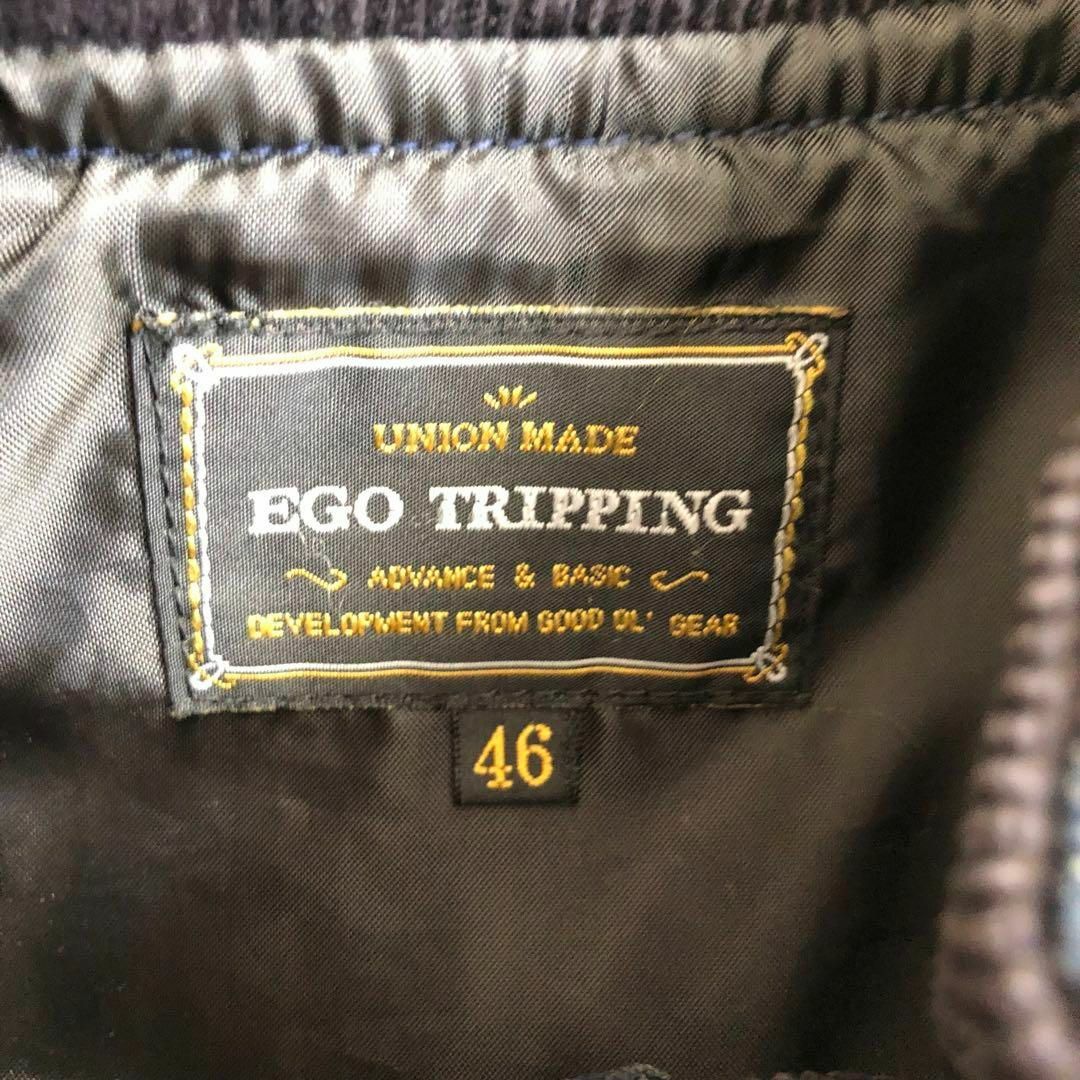 UNION MADE
EGO TRIPPING
ADVANCE & BASIC
DEVELOPMENT FROM GOOD OL' GEAR
46